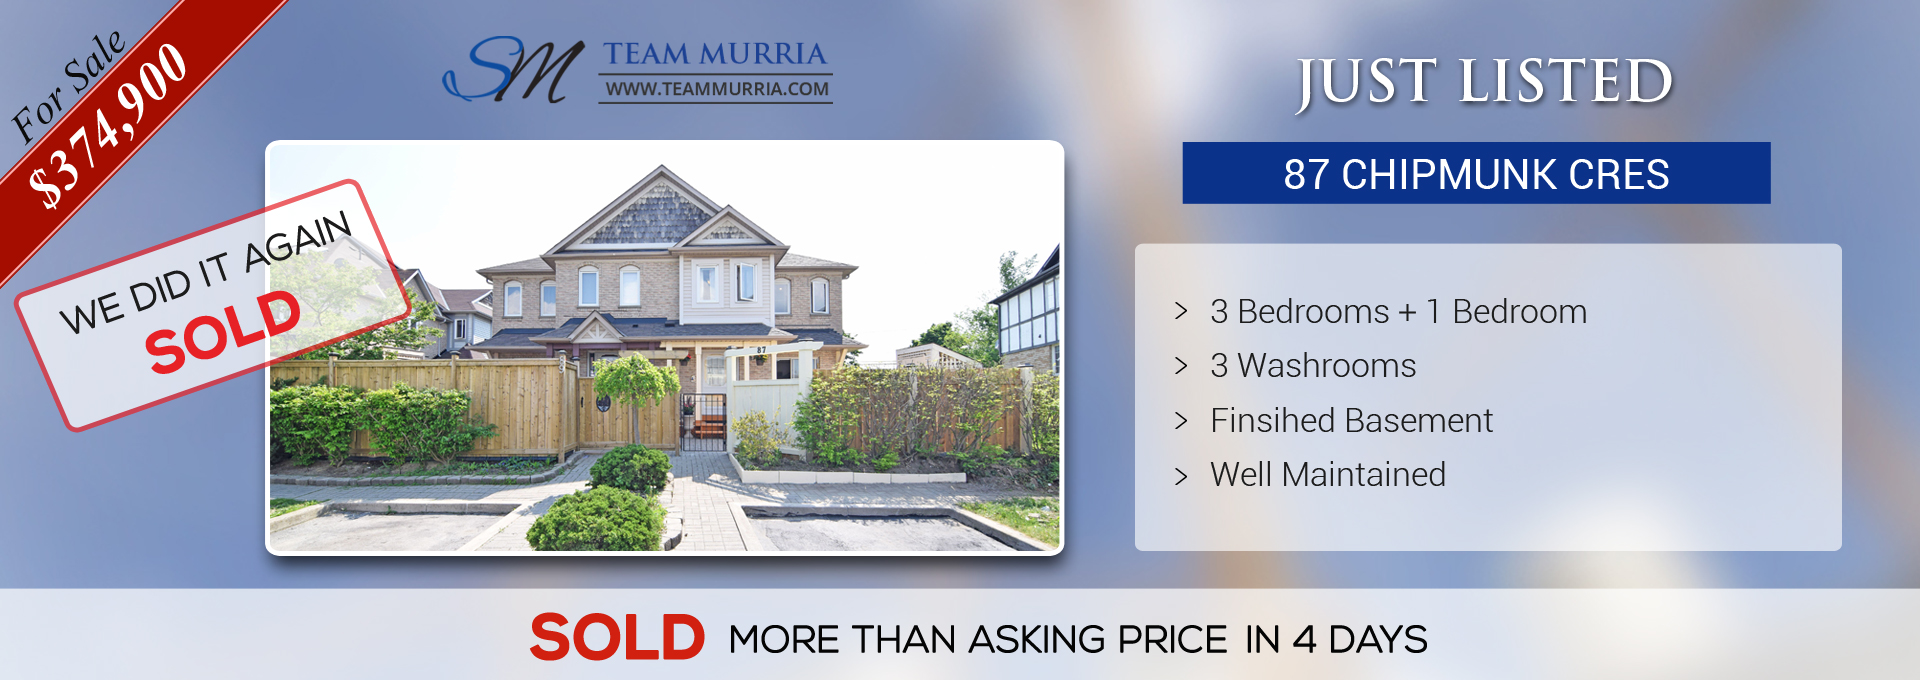 For Sale
$374,900
SM TEAM MURRIA
WWW.TEAMMURRIA.COM
WE DID IT AGAIN
SOLD
87
JUST LISTED
87 CHIPMUNK CRES
> 3 Bedrooms + 1 Bedroom
> 3 Washrooms
> Finsihed Basement
> Well Maintained
SOLD MORE THAN ASKING PRICE IN 4 DAYS